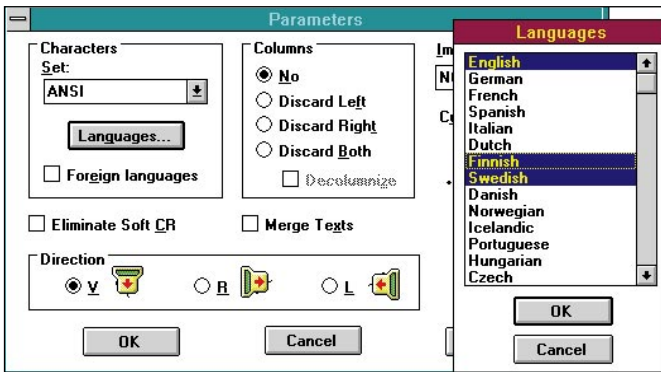 Parameters
Characters
Set:
ANSI
Languages...
Foreign languages
Columns
No
Discard Left
Discard Right
Discard Both
Decolumnize
Eliminate Soft CR
Merge Texts
Direction
V
R
L
OK
Cancel
Languages
English
German
French
Spanish
Italian
Dutch
Finnish
Swedish
Danish
Norwegian
Icelandic
Portuguese
Hungarian
Czech
OK
Cancel